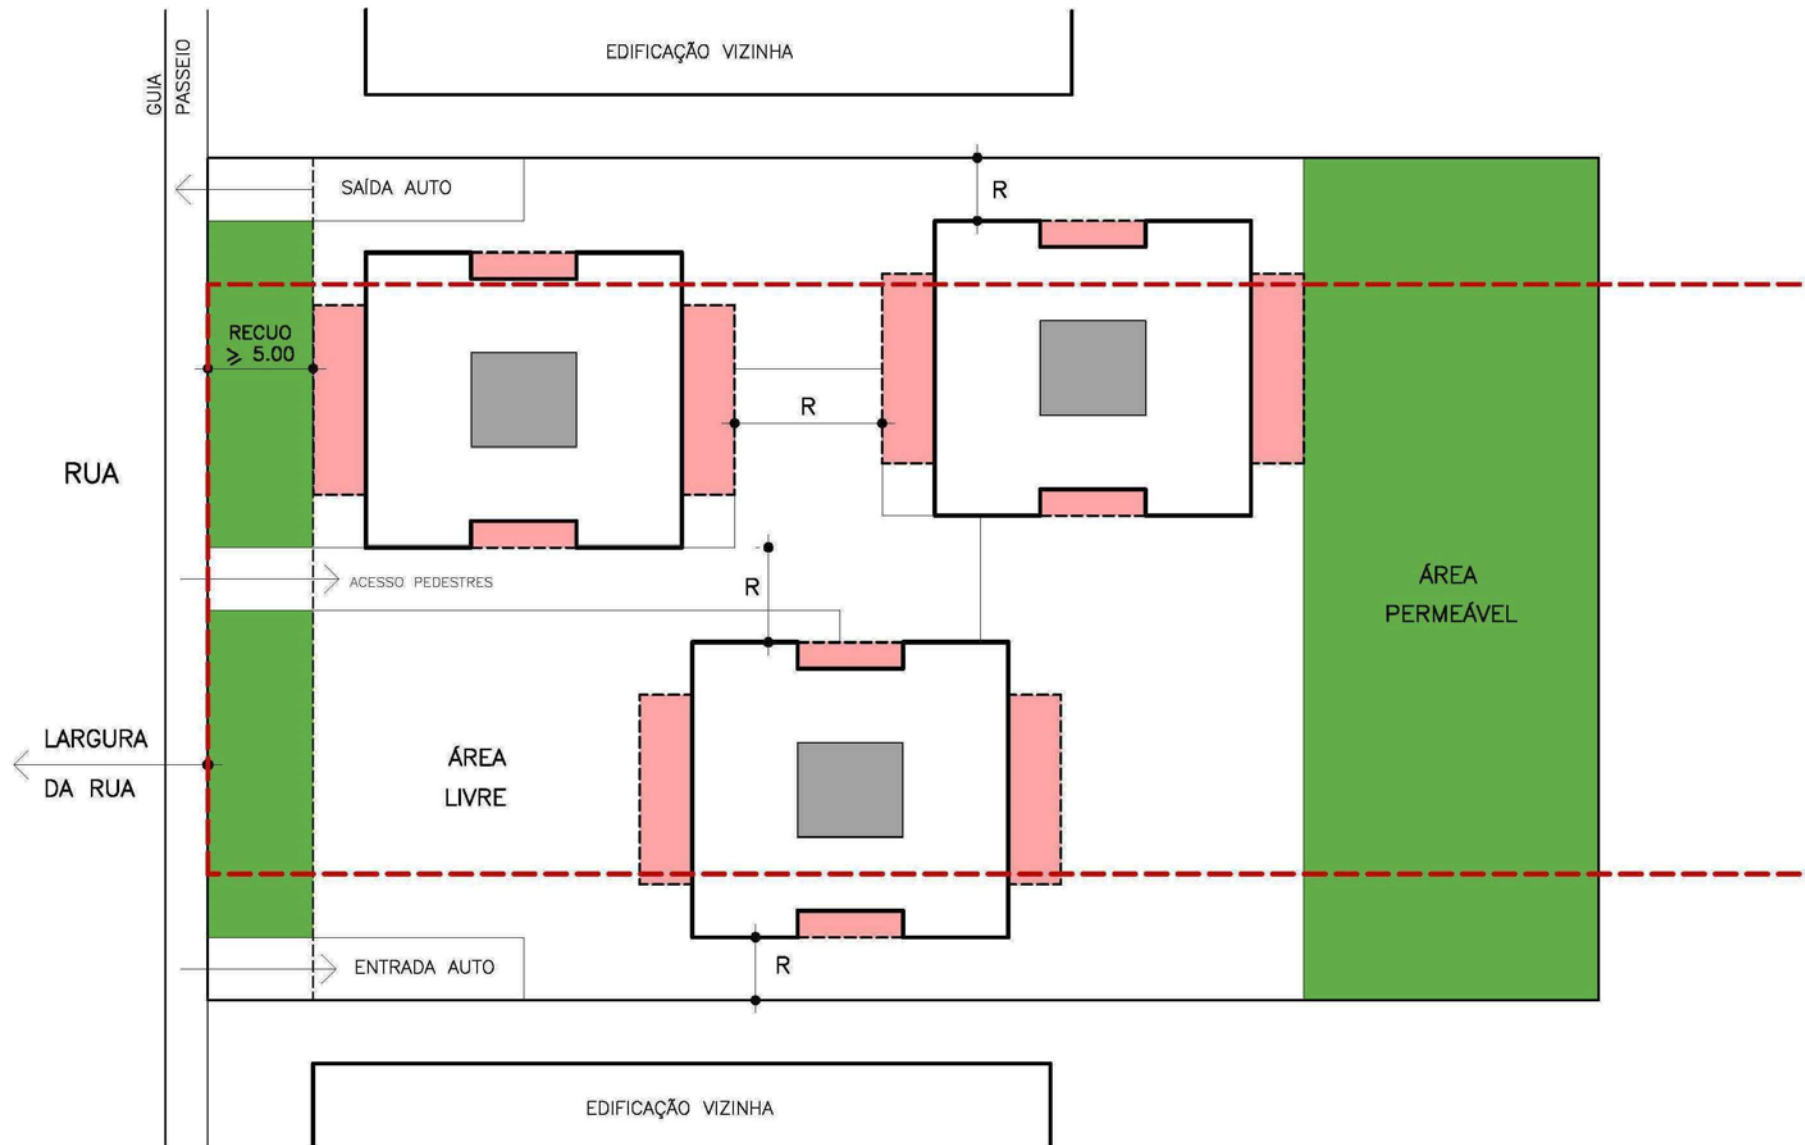 EDIFICAÇÃO VIZINHA
GUIA
PASSEIO
SAÍDA AUTO
R
RECUO
⩾ 5.00
R
RUA
ACESSO PEDESTRES
R
ÁREA
PERMEÁVEL
LARGURA
DA RUA
ÁREA
LIVRE
ENTRADA AUTO
R
EDIFICAÇÃO VIZINHA